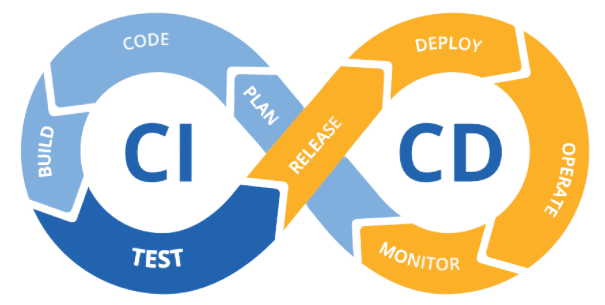 CODE
DEPLOY
PLAN
BUILD
CI
RELEASE
CD
OPERATE
TEST
MONITOR